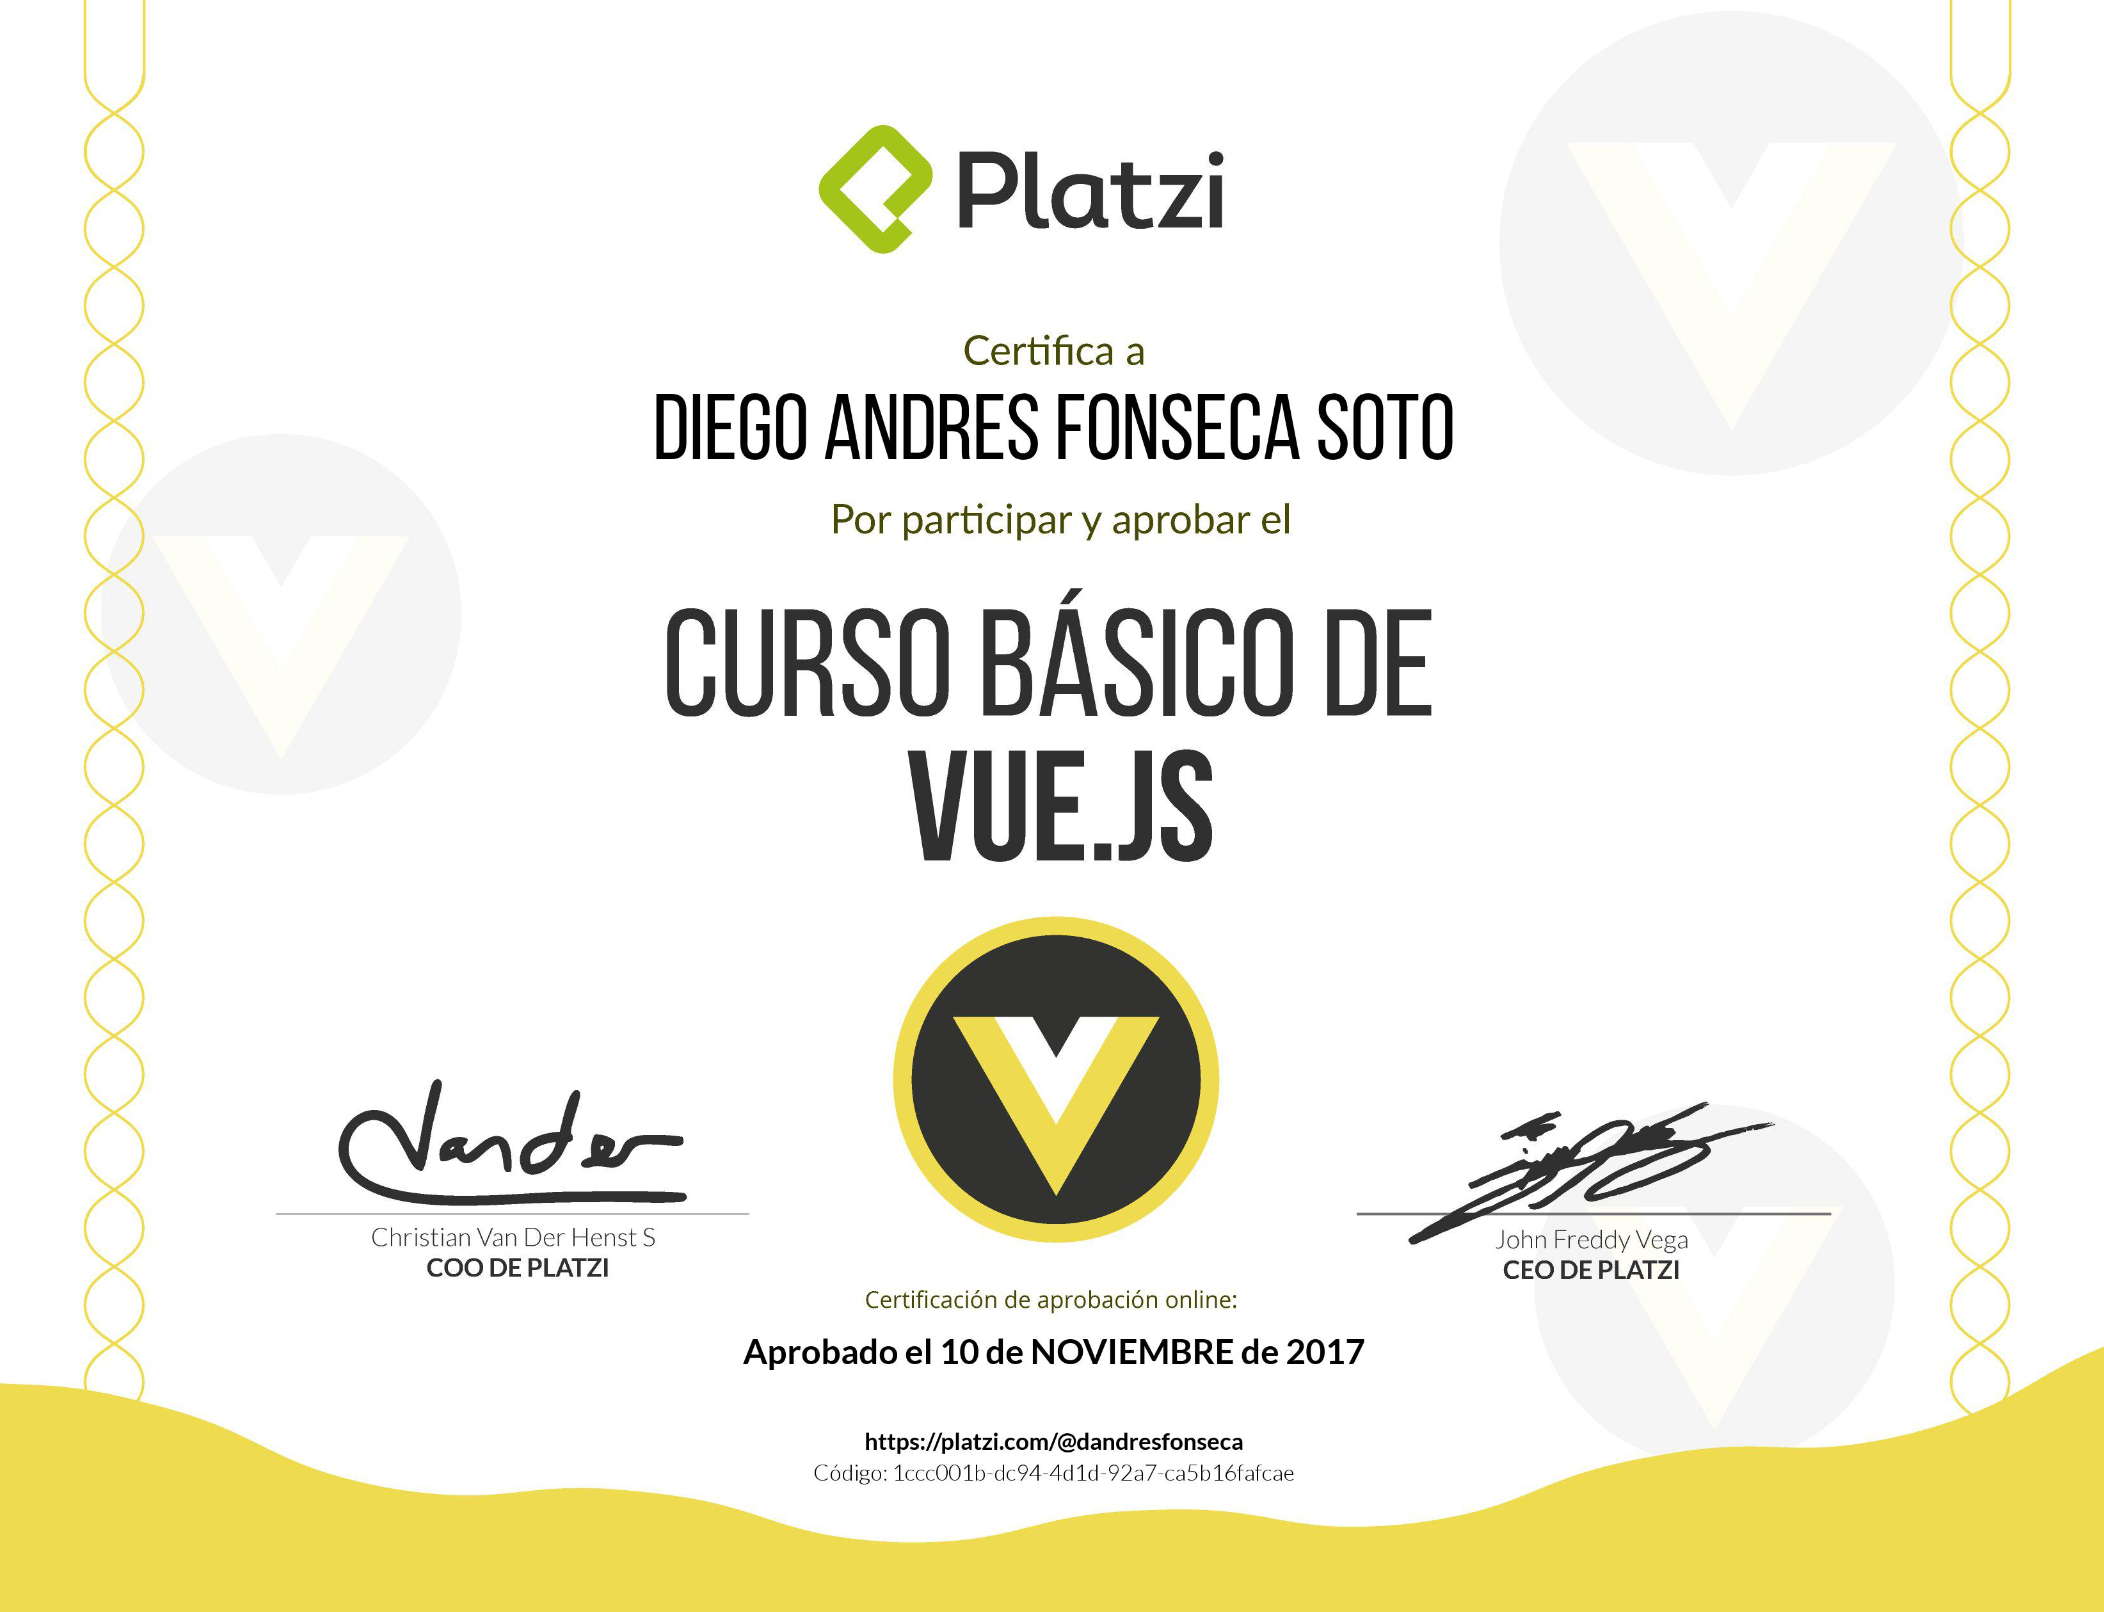 Platzi
Certifica a
DIEGO ANDRES FONSECA SOTO
Por participar y aprobar el
CURSO BÁSICO DE
VUE.JS
Vander
Christian Van Der Henst S
COO DE PLATZI
John Freddy Vega
CEO DE PLATZI
Certificación de aprobación online:
Aprobado el 10 de NOVIEMBRE de 2017
https://platzi.com/@dandresfonseca
Código: 1ccc001b-dc94-4d1d-92a7-ca5b16fafcae